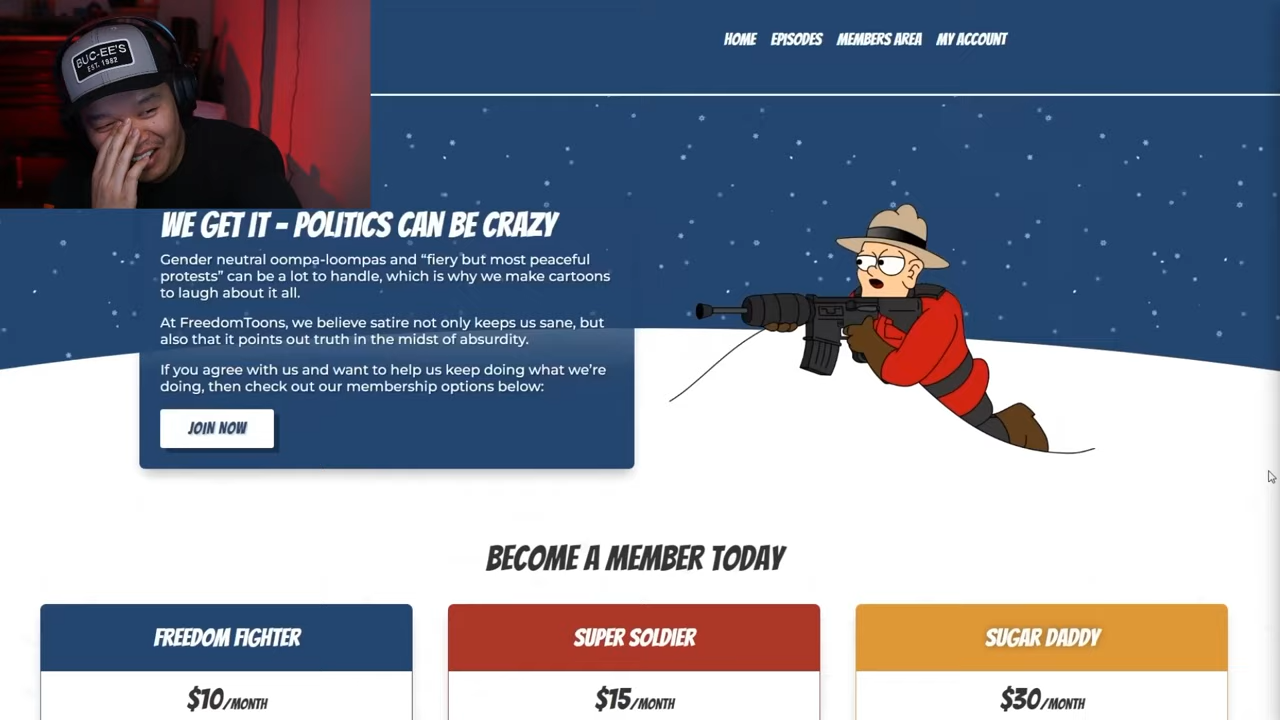 BUC-EE'S
EST. 1982
HOME EPISODES MEMBERS AREA MY ACCOUNT
WE GET IT - POLITICS CAN BE CRAZY
Gender neutral oompa-loompas and “fiery but most peaceful
protests” can be a lot to handle, which is why we make cartoons
to laugh about it all.
At FreedomToons, we believe satire not only keeps us sane, but
also that it points out truth in the midst of absurdity.
If you agree with us and want to help us keep doing what we’re
doing, then check out our membership options below:
JOIN NOW
BECOME A MEMBER TODAY
FREEDOM FIGHTER
SUPER SOLDIER
SUGAR DADDY
$10/MONTH
$15/MONTH
$30/MONTH